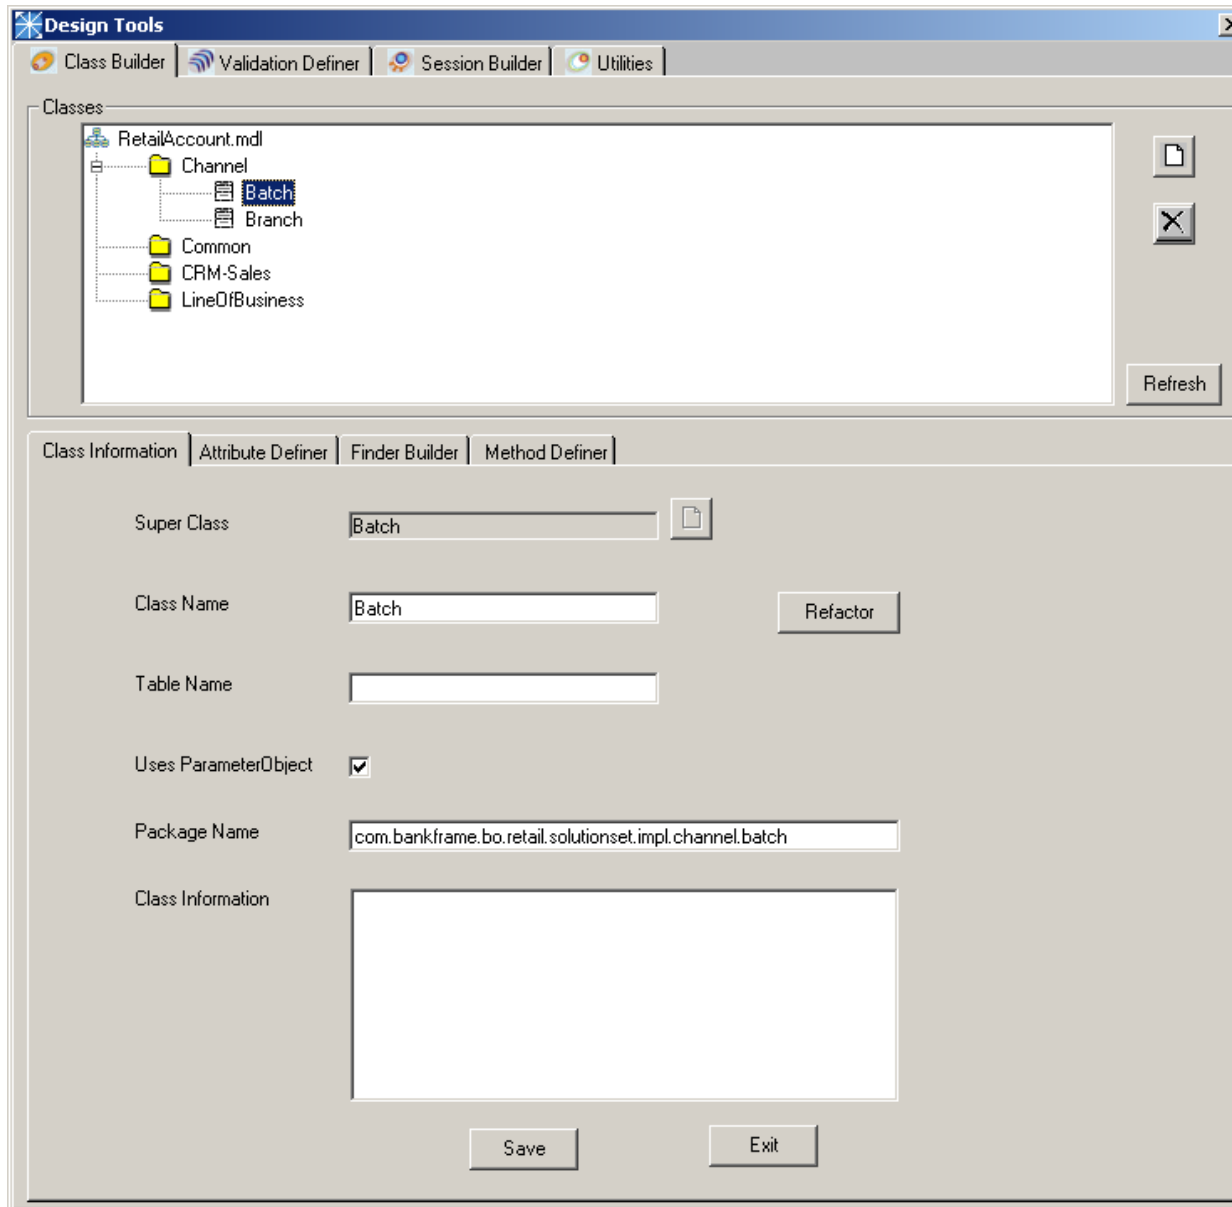 Design Tools
Class Builder Validation Definer Session Builder Utilities
Classes
RetailAccount.mdl
Channel
Batch
Branch
Common
CRM-Sales
LineOfBusiness
Refresh
Class Information Attribute Definer Finder Builder Method Definer
Super Class Batch
Class Name Batch Refactor
Table Name
Uses ParameterObject
Package Name com.bankframe.bo.retail.solutionset.impl.channel.batch
Class Information
Save Exit